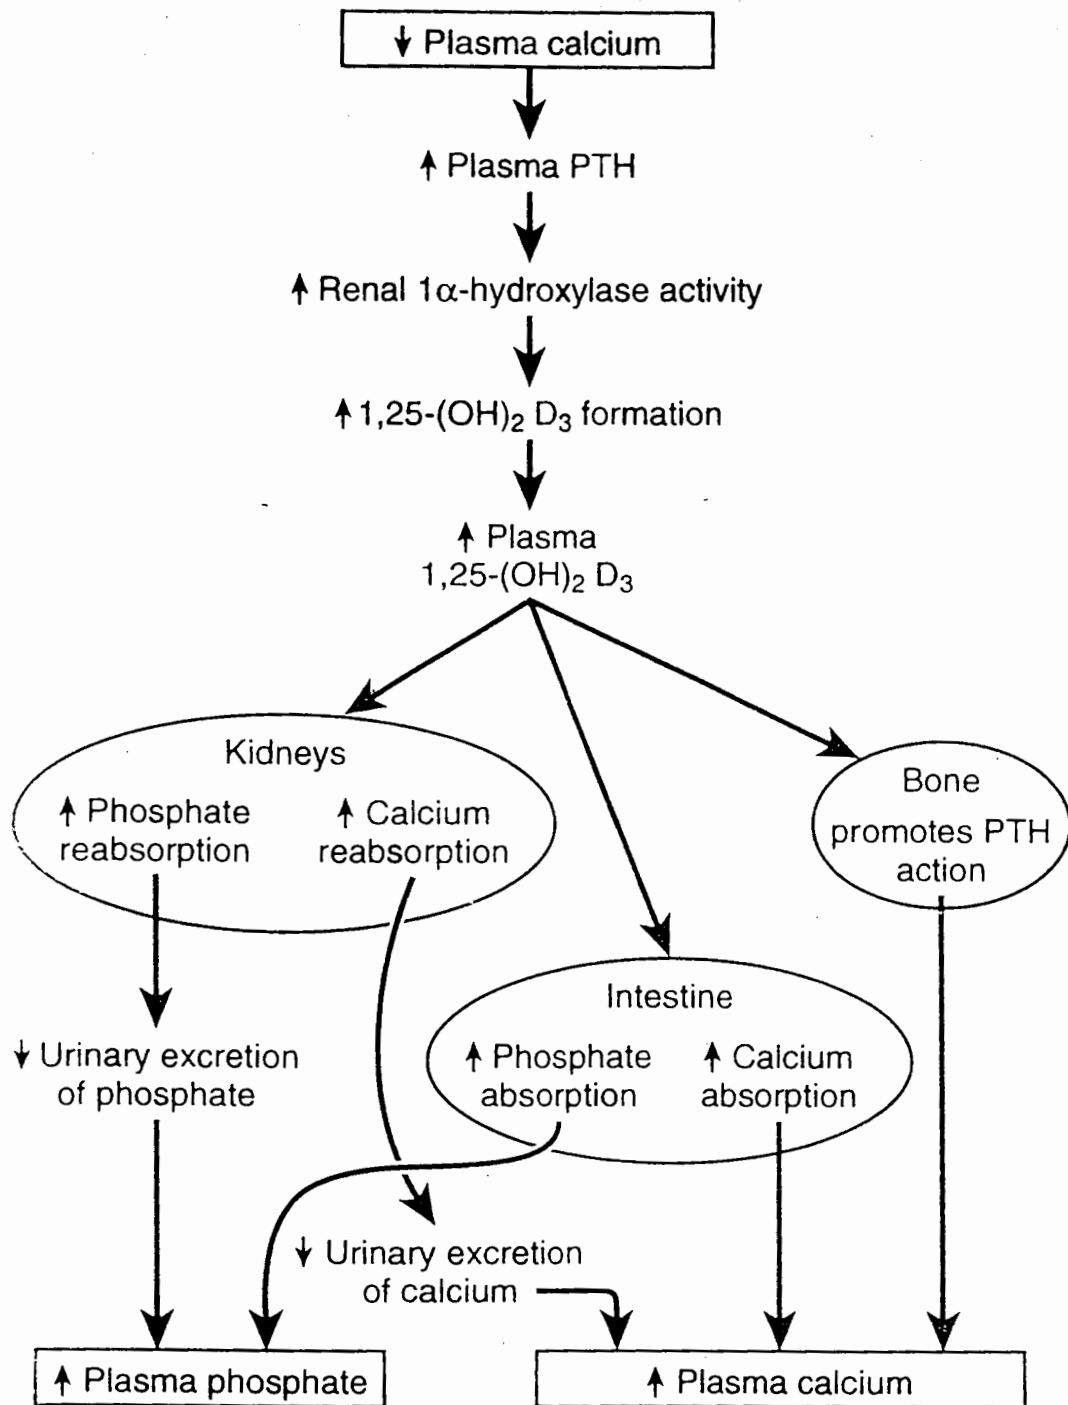 ↓ Plasma calcium
↑ Plasma PTH
↑ Renal 1α-hydroxylase activity
↑ 1,25-(OH)₂ D₃ formation
↑ Plasma
1,25-(OH)₂ D₃
Kidneys
↑ Phosphate
reabsorption
↑ Calcium
reabsorption
Bone
promotes PTH
action
Intestine
↑ Phosphate
absorption
↑ Calcium
absorption
↓ Urinary excretion
of phosphate
↓ Urinary excretion
of calcium
↑ Plasma phosphate
↑ Plasma calcium